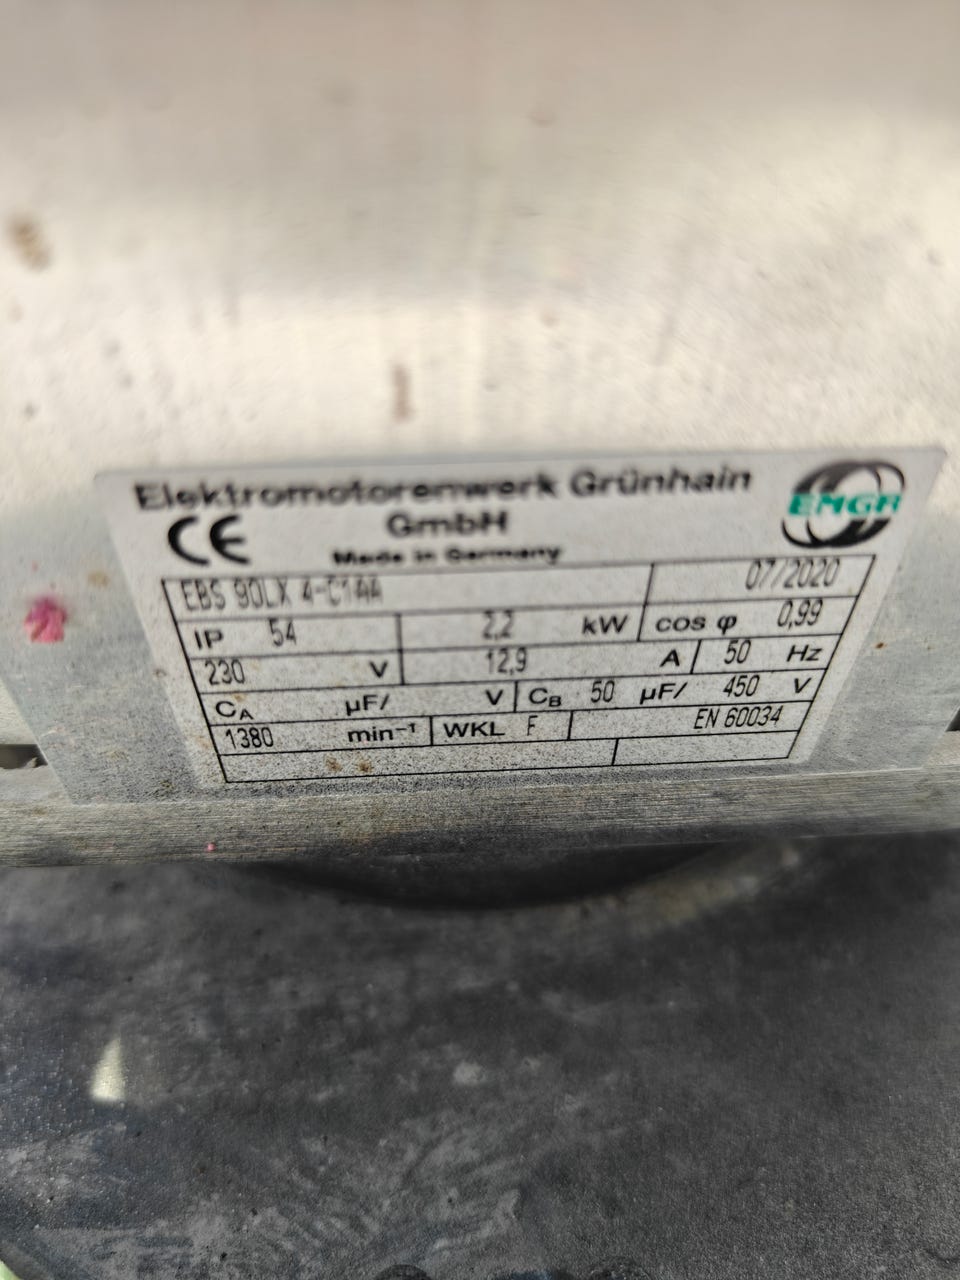 Elektromotorenwerk Grünhain
GmbH
Made in Germany
CE
EMGR
EBS 90LX 4-C1AA 07/2020
IP 54 2,2 kW cos φ 0,99
230 V 12,9 A 50 Hz
CA µF/ V CB 50 µF/ 450 V
1380 min⁻¹ WKL F EN 60034